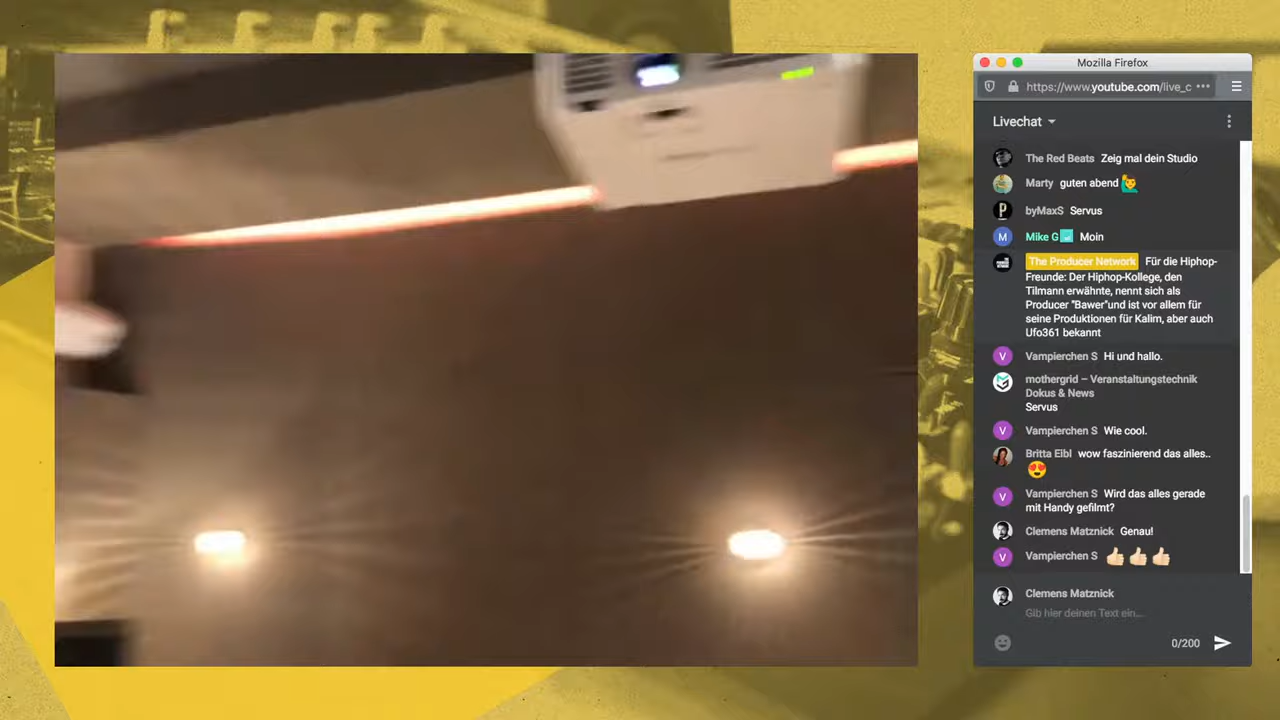 Mozilla Firefox
https://www.youtube.com/live_c
Livechat
The Red Beats Zeig mal dein Studio
Marty guten abend 🙋‍♂️
byMaxS Servus
M Mike G Moin
The Producer Network Für die Hiphop-
Freunde: Der Hiphop-Kollege, den
Tilmann erwähnte, nennt sich als
Producer "Bawer"und ist vor allem für
seine Produktionen für Kalim, aber auch
Ufo361 bekannt
V Vampierchen S Hi und hallo.
mothergrid – Veranstaltungstechnik
Dokus & News
Servus
V Vampierchen S Wie cool.
Britta Elbl wow faszinierend das alles..
😍
V Vampierchen S Wird das alles gerade
mit Handy gefilmt?
Clemens Matznick Genau!
V Vampierchen S 👍🏻👍🏻👍🏻
Clemens Matznick
Gib hier deinen Text ein...
0/200